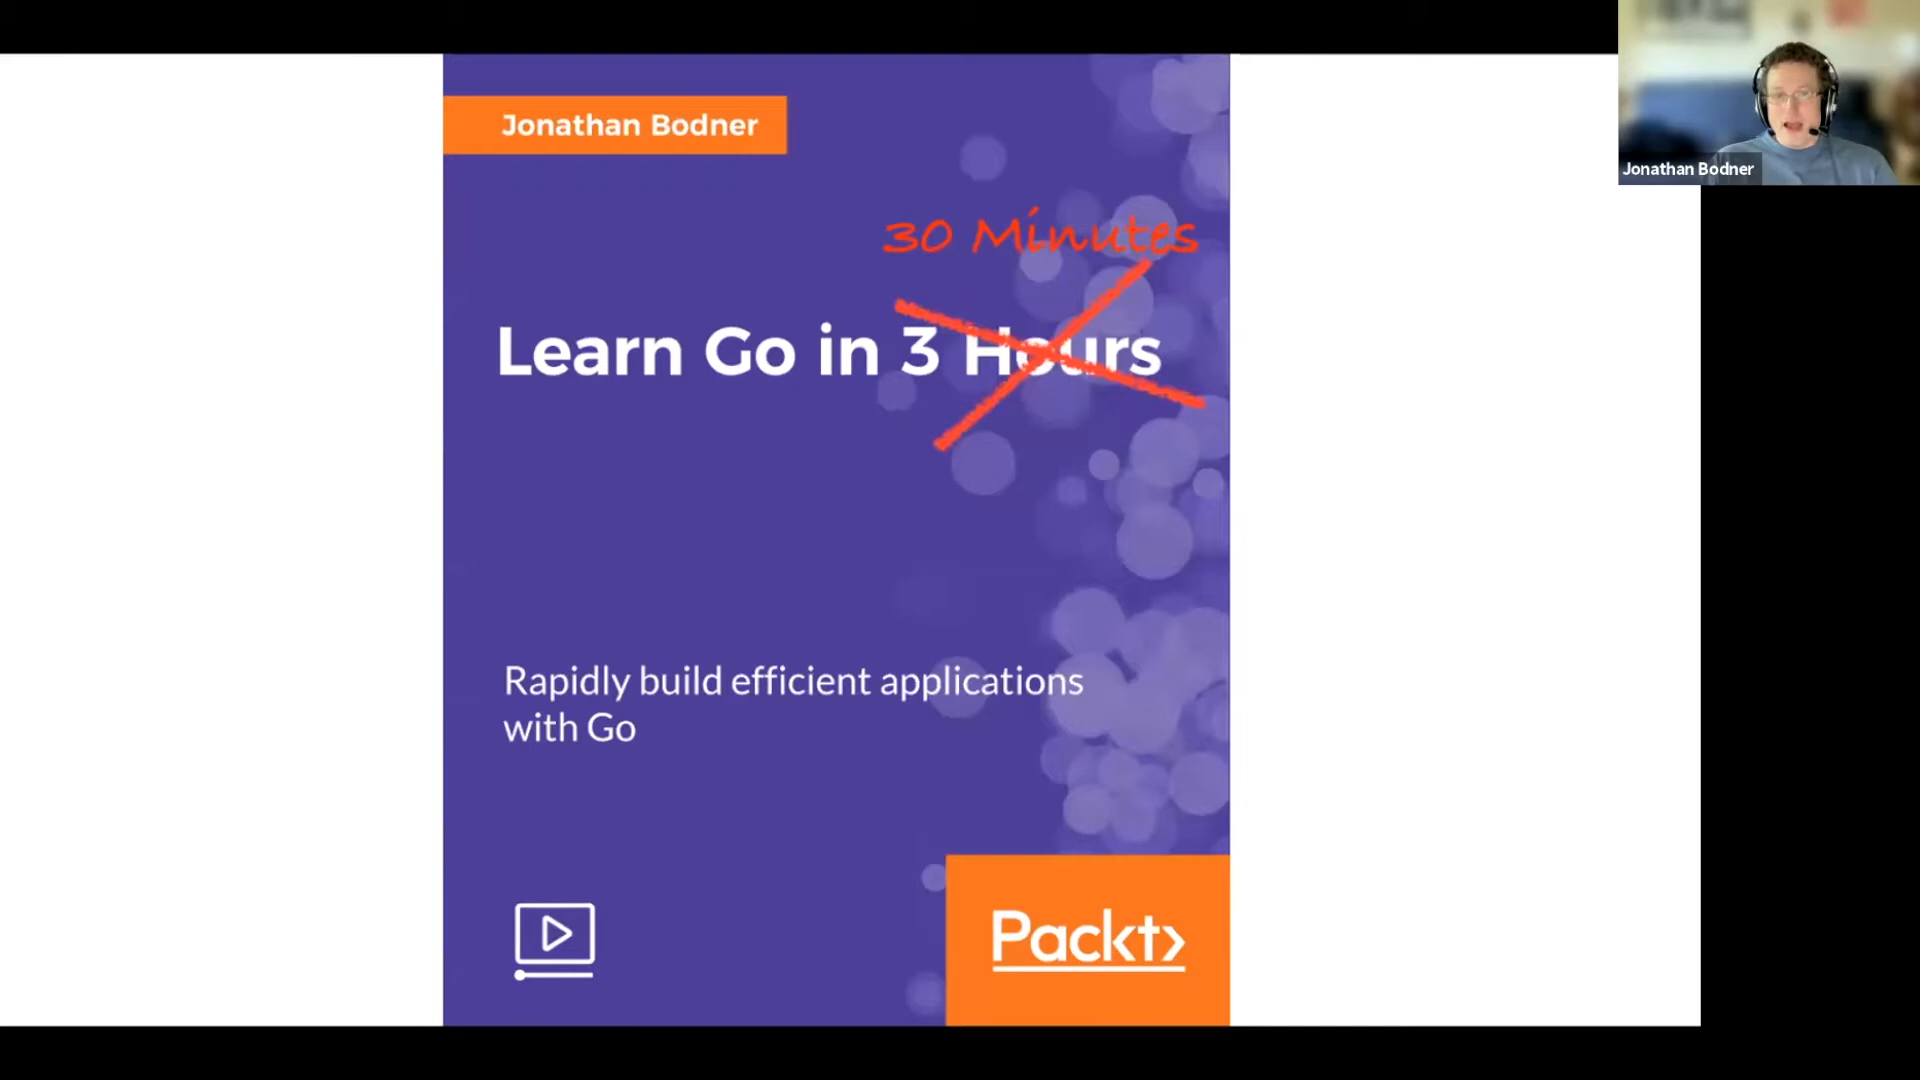 Jonathan Bodner
30 Minutes
Learn Go in 3 Hours
Rapidly build efficient applications
with Go
Packt
Jonathan Bodner